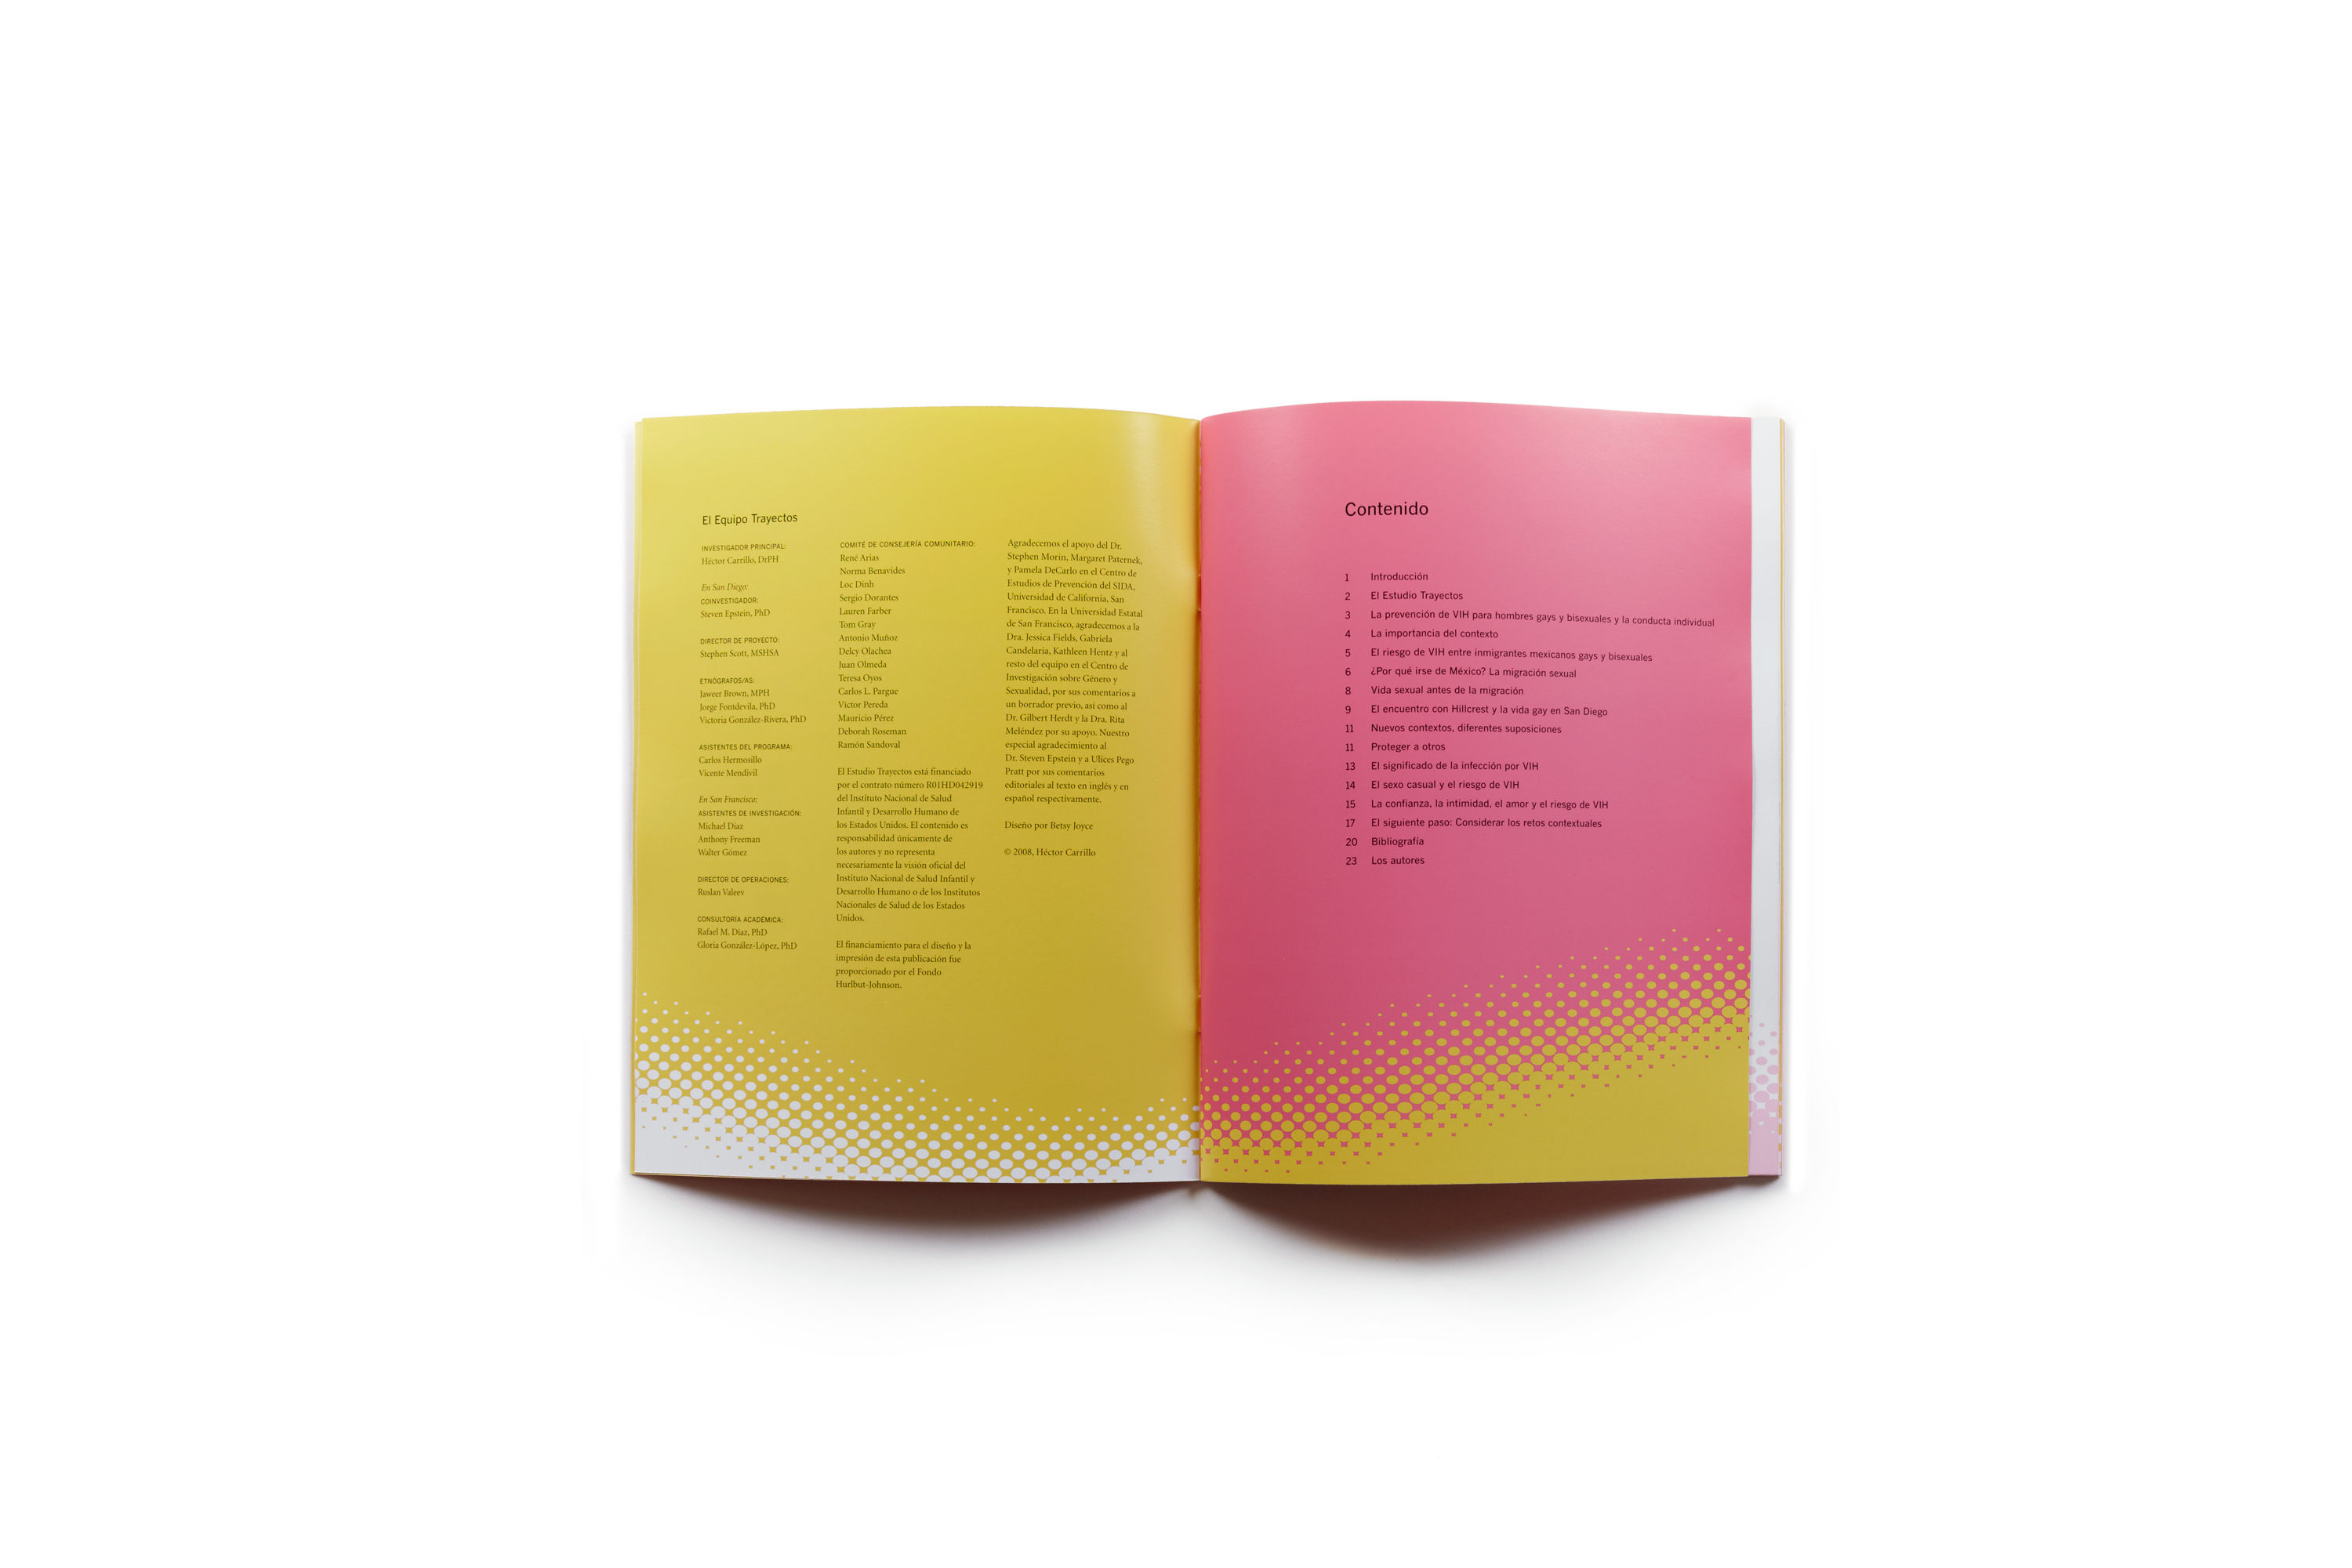 El Equipo Trayectos
INVESTIGADOR PRINCIPAL:
Héctor Carrillo, DrPH
En San Diego:
COINVESTIGADOR:
Steven Epstein, PhD
DIRECTOR DE PROYECTO:
Stephen Scott, MSHSA
ETNÓGRAFOS/AS:
Jaweer Brown, MPH
Jorge Fontdevila, PhD
Victoria González-Rivera, PhD
ASISTENTES DEL PROGRAMA:
Carlos Hermosillo
Vicente Mendivil
En San Francisco:
ASISTENTES DE INVESTIGACIÓN:
Michael Díaz
Anthony Freeman
Walter Gómez
DIRECTOR DE OPERACIONES:
Ruslan Valeev
CONSULTORÍA ACADÉMICA:
Rafael M. Díaz, PhD
Gloria González-López, PhD
COMITÉ DE CONSEJERÍA COMUNITARIO:
René Arias
Norma Benavides
Loc Dinh
Sergio Dorantes
Lauren Farber
Tom Gray
Antonio Muñoz
Delcy Olachea
Juan Olmeda
Teresa Oyos
Carlos L. Pargue
Victor Pereda
Mauricio Pérez
Deborah Roseman
Ramón Sandoval
El Estudio Trayectos está financiado
por el contrato número R01HD042919
del Instituto Nacional de Salud
Infantil y Desarrollo Humano de
los Estados Unidos. El contenido es
responsabilidad únicamente de
los autores y no representa
necesariamente la visión oficial del
Instituto Nacional de Salud Infantil y
Desarrollo Humano o de los Institutos
Nacionales de Salud de los Estados
Unidos.
El financiamiento para el diseño y la
impresión de esta publicación fue
proporcionado por el Fondo
Hurlbut-Johnson.
Agradecemos el apoyo del Dr.
Stephen Morin, Margaret Paternek,
y Pamela DeCarlo en el Centro de
Estudios de Prevención del SIDA,
Universidad de California, San
Francisco. En la Universidad Estatal
de San Francisco, agradecemos a la
Dra. Jessica Fields, Gabriela
Candelaria, Kathleen Hentz y al
resto del equipo en el Centro de
Investigación sobre Género y
Sexualidad, por sus comentarios a
un borrador previo, así como al
Dr. Gilbert Herdt y la Dra. Rita
Meléndez por su apoyo. Nuestro
especial agradecimiento al
Dr. Steven Epstein y a Ulices Pego
Pratt por sus comentarios
editoriales al texto en inglés y en
español respectivamente.
Diseño por Betsy Joyce
© 2008, Héctor Carrillo
Contenido
1 Introducción
2 El Estudio Trayectos
3 La prevención de VIH para hombres gays y bisexuales y la conducta individual
4 La importancia del contexto
5 El riesgo de VIH entre inmigrantes mexicanos gays y bisexuales
6 ¿Por qué irse de México? La migración sexual
8 Vida sexual antes de la migración
9 El encuentro con Hillcrest y la vida gay en San Diego
11 Nuevos contextos, diferentes suposiciones
11 Proteger a otros
13 El significado de la infección por VIH
14 El sexo casual y el riesgo de VIH
15 La confianza, la intimidad, el amor y el riesgo de VIH
17 El siguiente paso: Considerar los retos contextuales
20 Bibliografía
23 Los autores